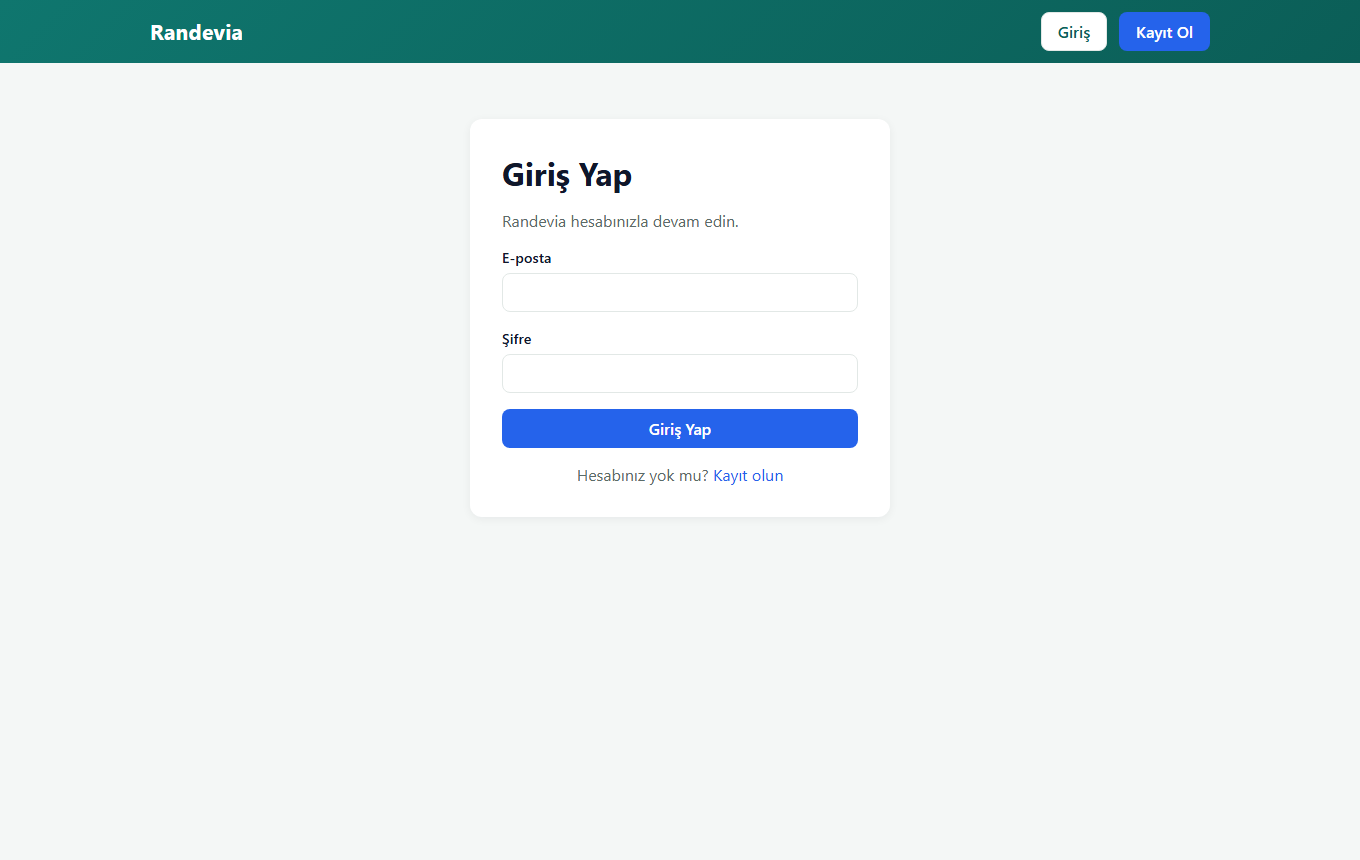 Randevia
Giriş
Kayıt Ol
Giriş Yap
Randevia hesabınızla devam edin.
E-posta
Şifre
Giriş Yap
Hesabınız yok mu? Kayıt olun